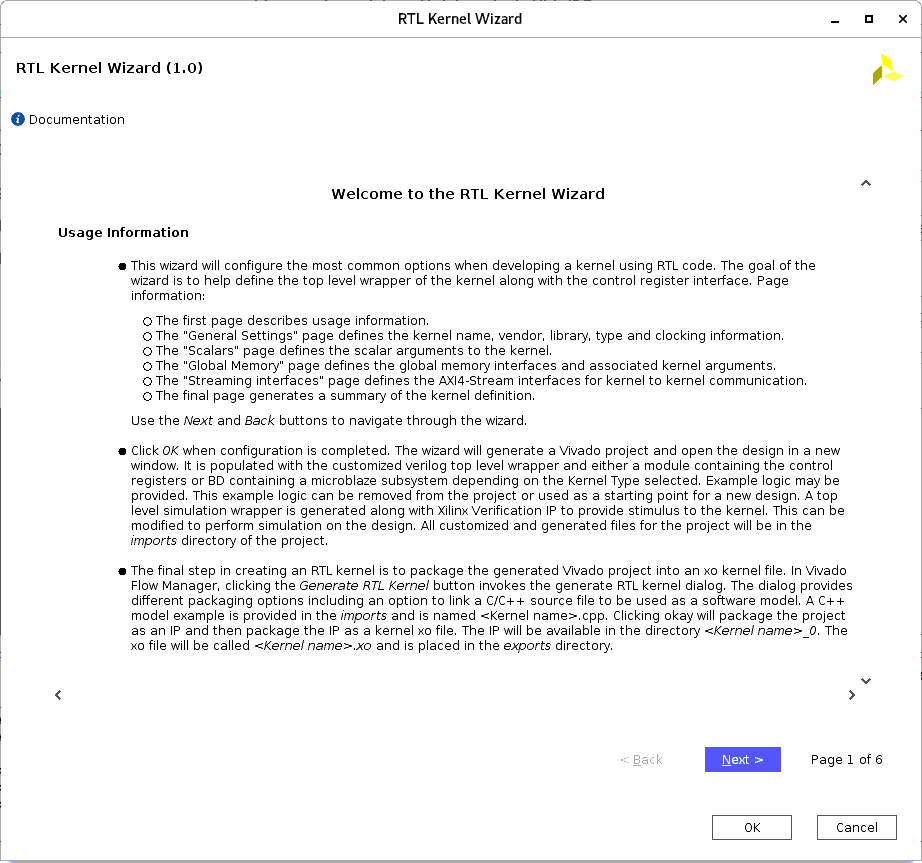 RTL Kernel Wizard
RTL Kernel Wizard (1.0)
Documentation
Welcome to the RTL Kernel Wizard
Usage Information
This wizard will configure the most common options when developing a kernel using RTL code. The goal of the
wizard is to help define the top level wrapper of the kernel along with the control register interface. Page
information:
The first page describes usage information.
The "General Settings" page defines the kernel name, vendor, library, type and clocking information.
The "Scalars" page defines the scalar arguments to the kernel.
The "Global Memory" page defines the global memory interfaces and associated kernel arguments.
The "Streaming interfaces" page defines the AXI4-Stream interfaces for kernel to kernel communication.
The final page generates a summary of the kernel definition.
Use the Next and Back buttons to navigate through the wizard.
Click OK when configuration is completed. The wizard will generate a Vivado project and open the design in a new
window. It is populated with the customized verilog top level wrapper and either a module containing the control
registers or BD containing a microblaze subsystem depending on the Kernel Type selected. Example logic may be
provided. This example logic can be removed from the project or used as a starting point for a new design. A top
level simulation wrapper is generated along with Xilinx Verification IP to provide stimulus to the kernel. This can be
modified to perform simulation on the design. All customized and generated files for the project will be in the
imports directory of the project.
The final step in creating an RTL kernel is to package the generated Vivado project into an xo kernel file. In Vivado
Flow Manager, clicking the Generate RTL Kernel button invokes the generate RTL kernel dialog. The dialog provides
different packaging options including an option to link a C/C++ source file to be used as a software model. A C++
model example is provided in the imports and is named <Kernel name>.cpp. Clicking okay will package the project
as an IP and then package the IP as a kernel xo file. The IP will be available in the directory <Kernel name>_0. The
xo file will be called <Kernel name>.xo and is placed in the exports directory.
< Back
Next >
Page 1 of 6
OK
Cancel